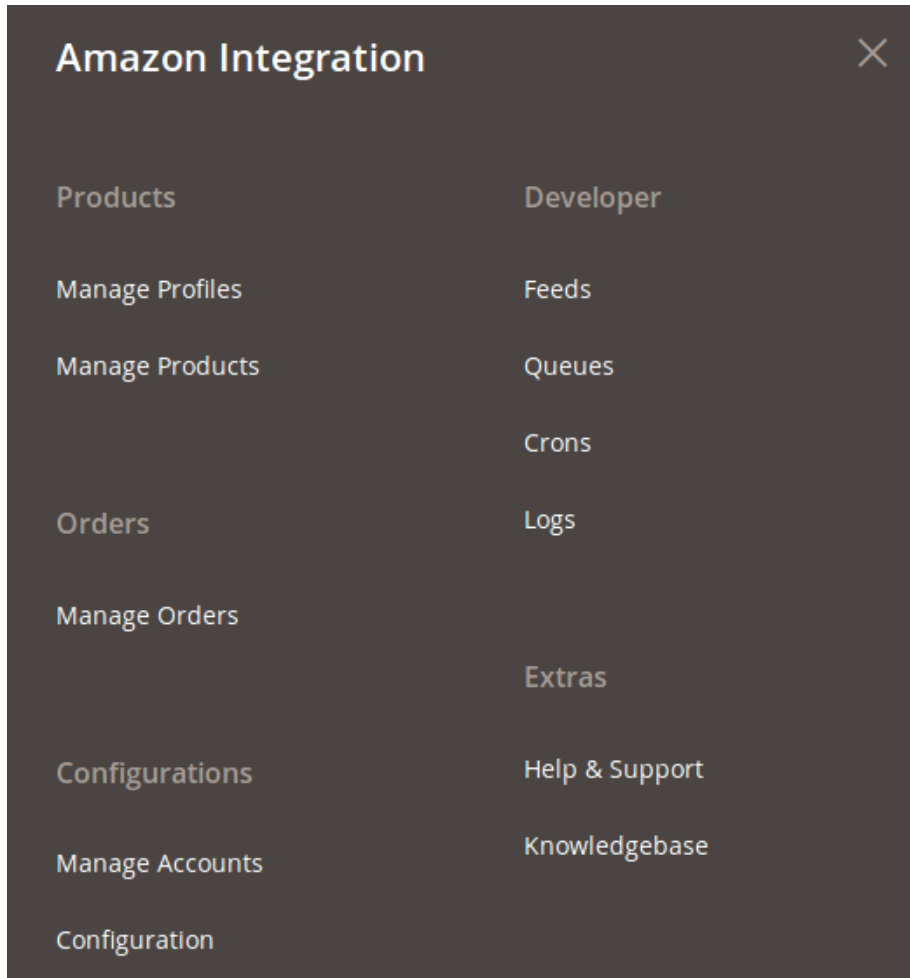 Amazon Integration
Products
Manage Profiles
Manage Products
Orders
Manage Orders
Configurations
Manage Accounts
Configuration
Developer
Feeds
Queues
Crons
Logs
Extras
Help & Support
Knowledgebase